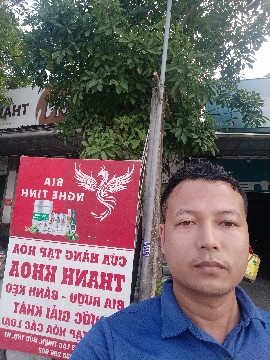 THA
BIA
NGHỆ TĨNH
CỬA HÀNG TẠP HÓA
THANH KHOA
BIA RƯỢU - BÁNH KẸO
NƯỚC GIẢI KHÁT
TẠP HÓA CÁC LOẠI